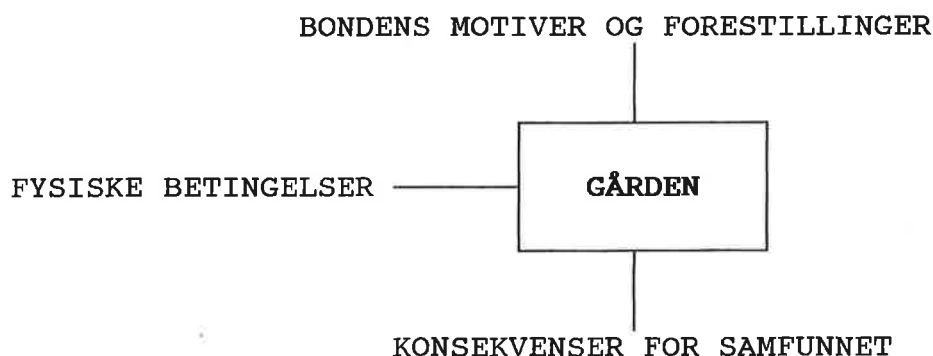 BONDENS MOTIVER OG FORESTILLINGER
FYSISKE BETINGELSER
GÅRDEN
KONSEKVENSER FOR SAMFUNNET